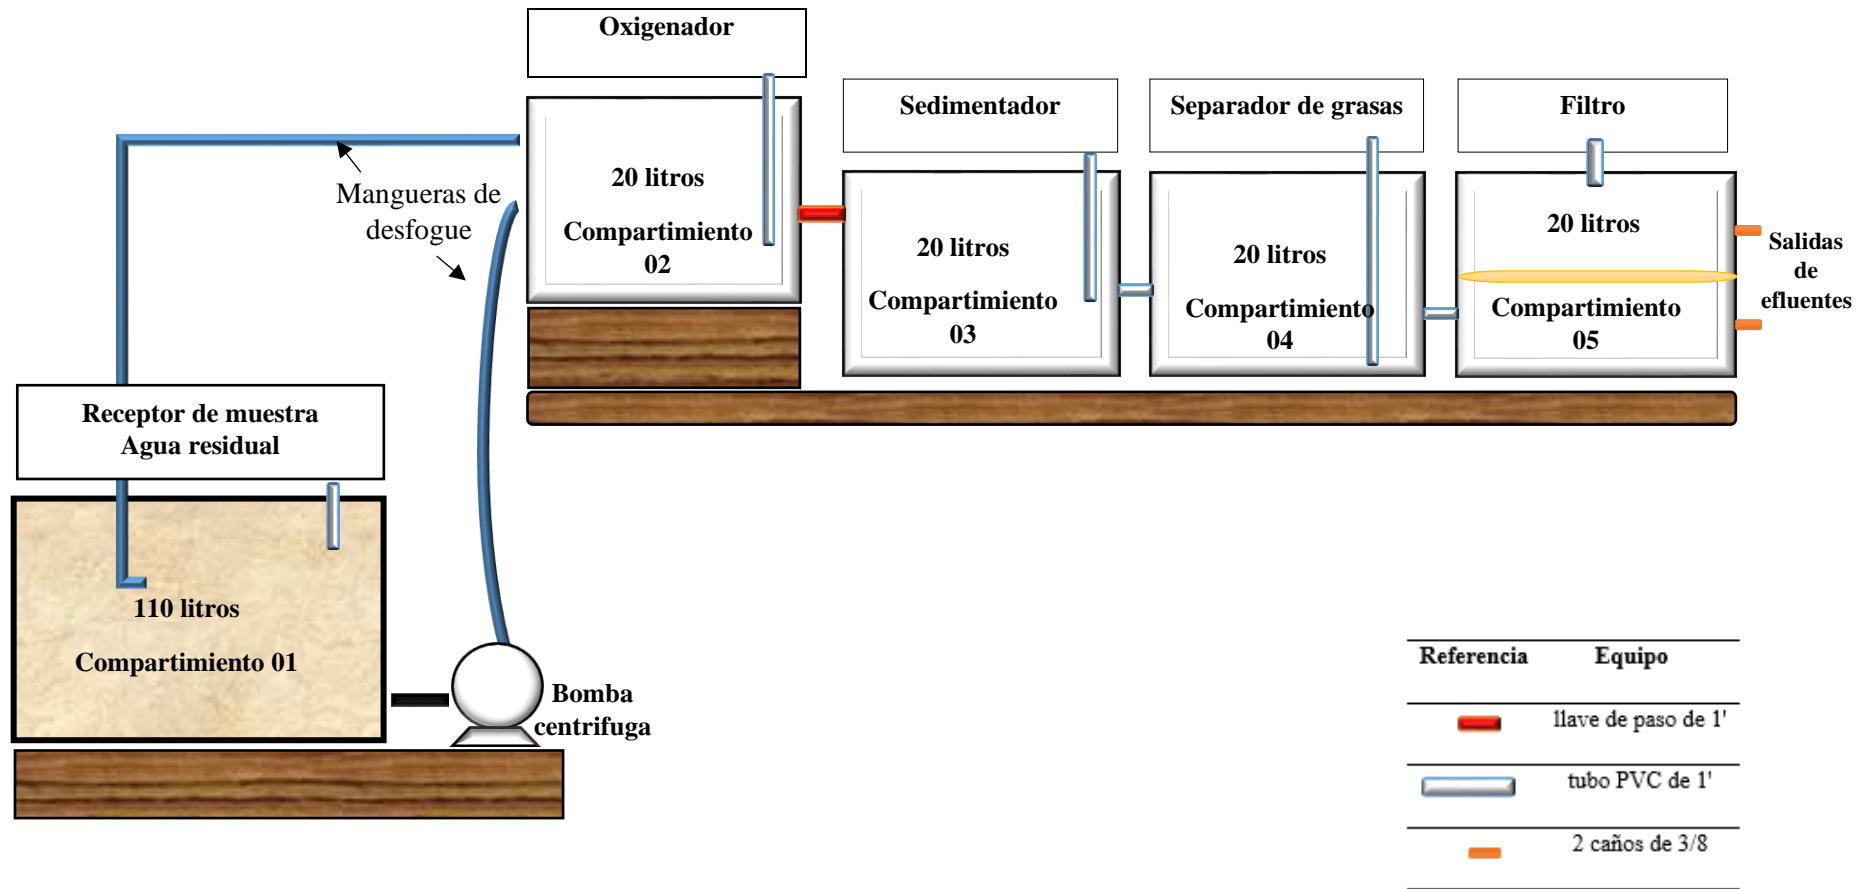 Oxigenador
Sedimentador
Separador de grasas
Filtro
20 litros
Compartimiento
02
20 litros
Compartimiento
03
20 litros
Compartimiento
04
20 litros
Compartimiento
05
Salidas
de
efluentes
Mangueras de
desfogue
Receptor de muestra
Agua residual
110 litros
Compartimiento 01
Bomba
centrifuga
Referencia Equipo
llave de paso de 1'
tubo PVC de 1'
2 caños de 3/8